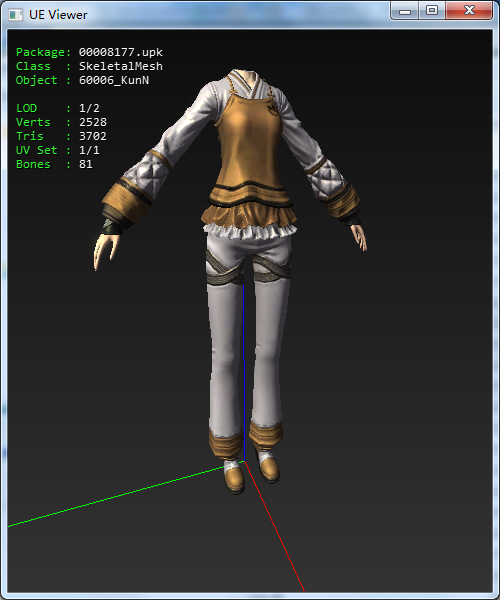 UE Viewer
Package: 00008177.upk
Class : SkeletalMesh
Object : 60006_KunN
LOD : 1/2
Verts : 2528
Tris : 3702
UV Set : 1/1
Bones : 81